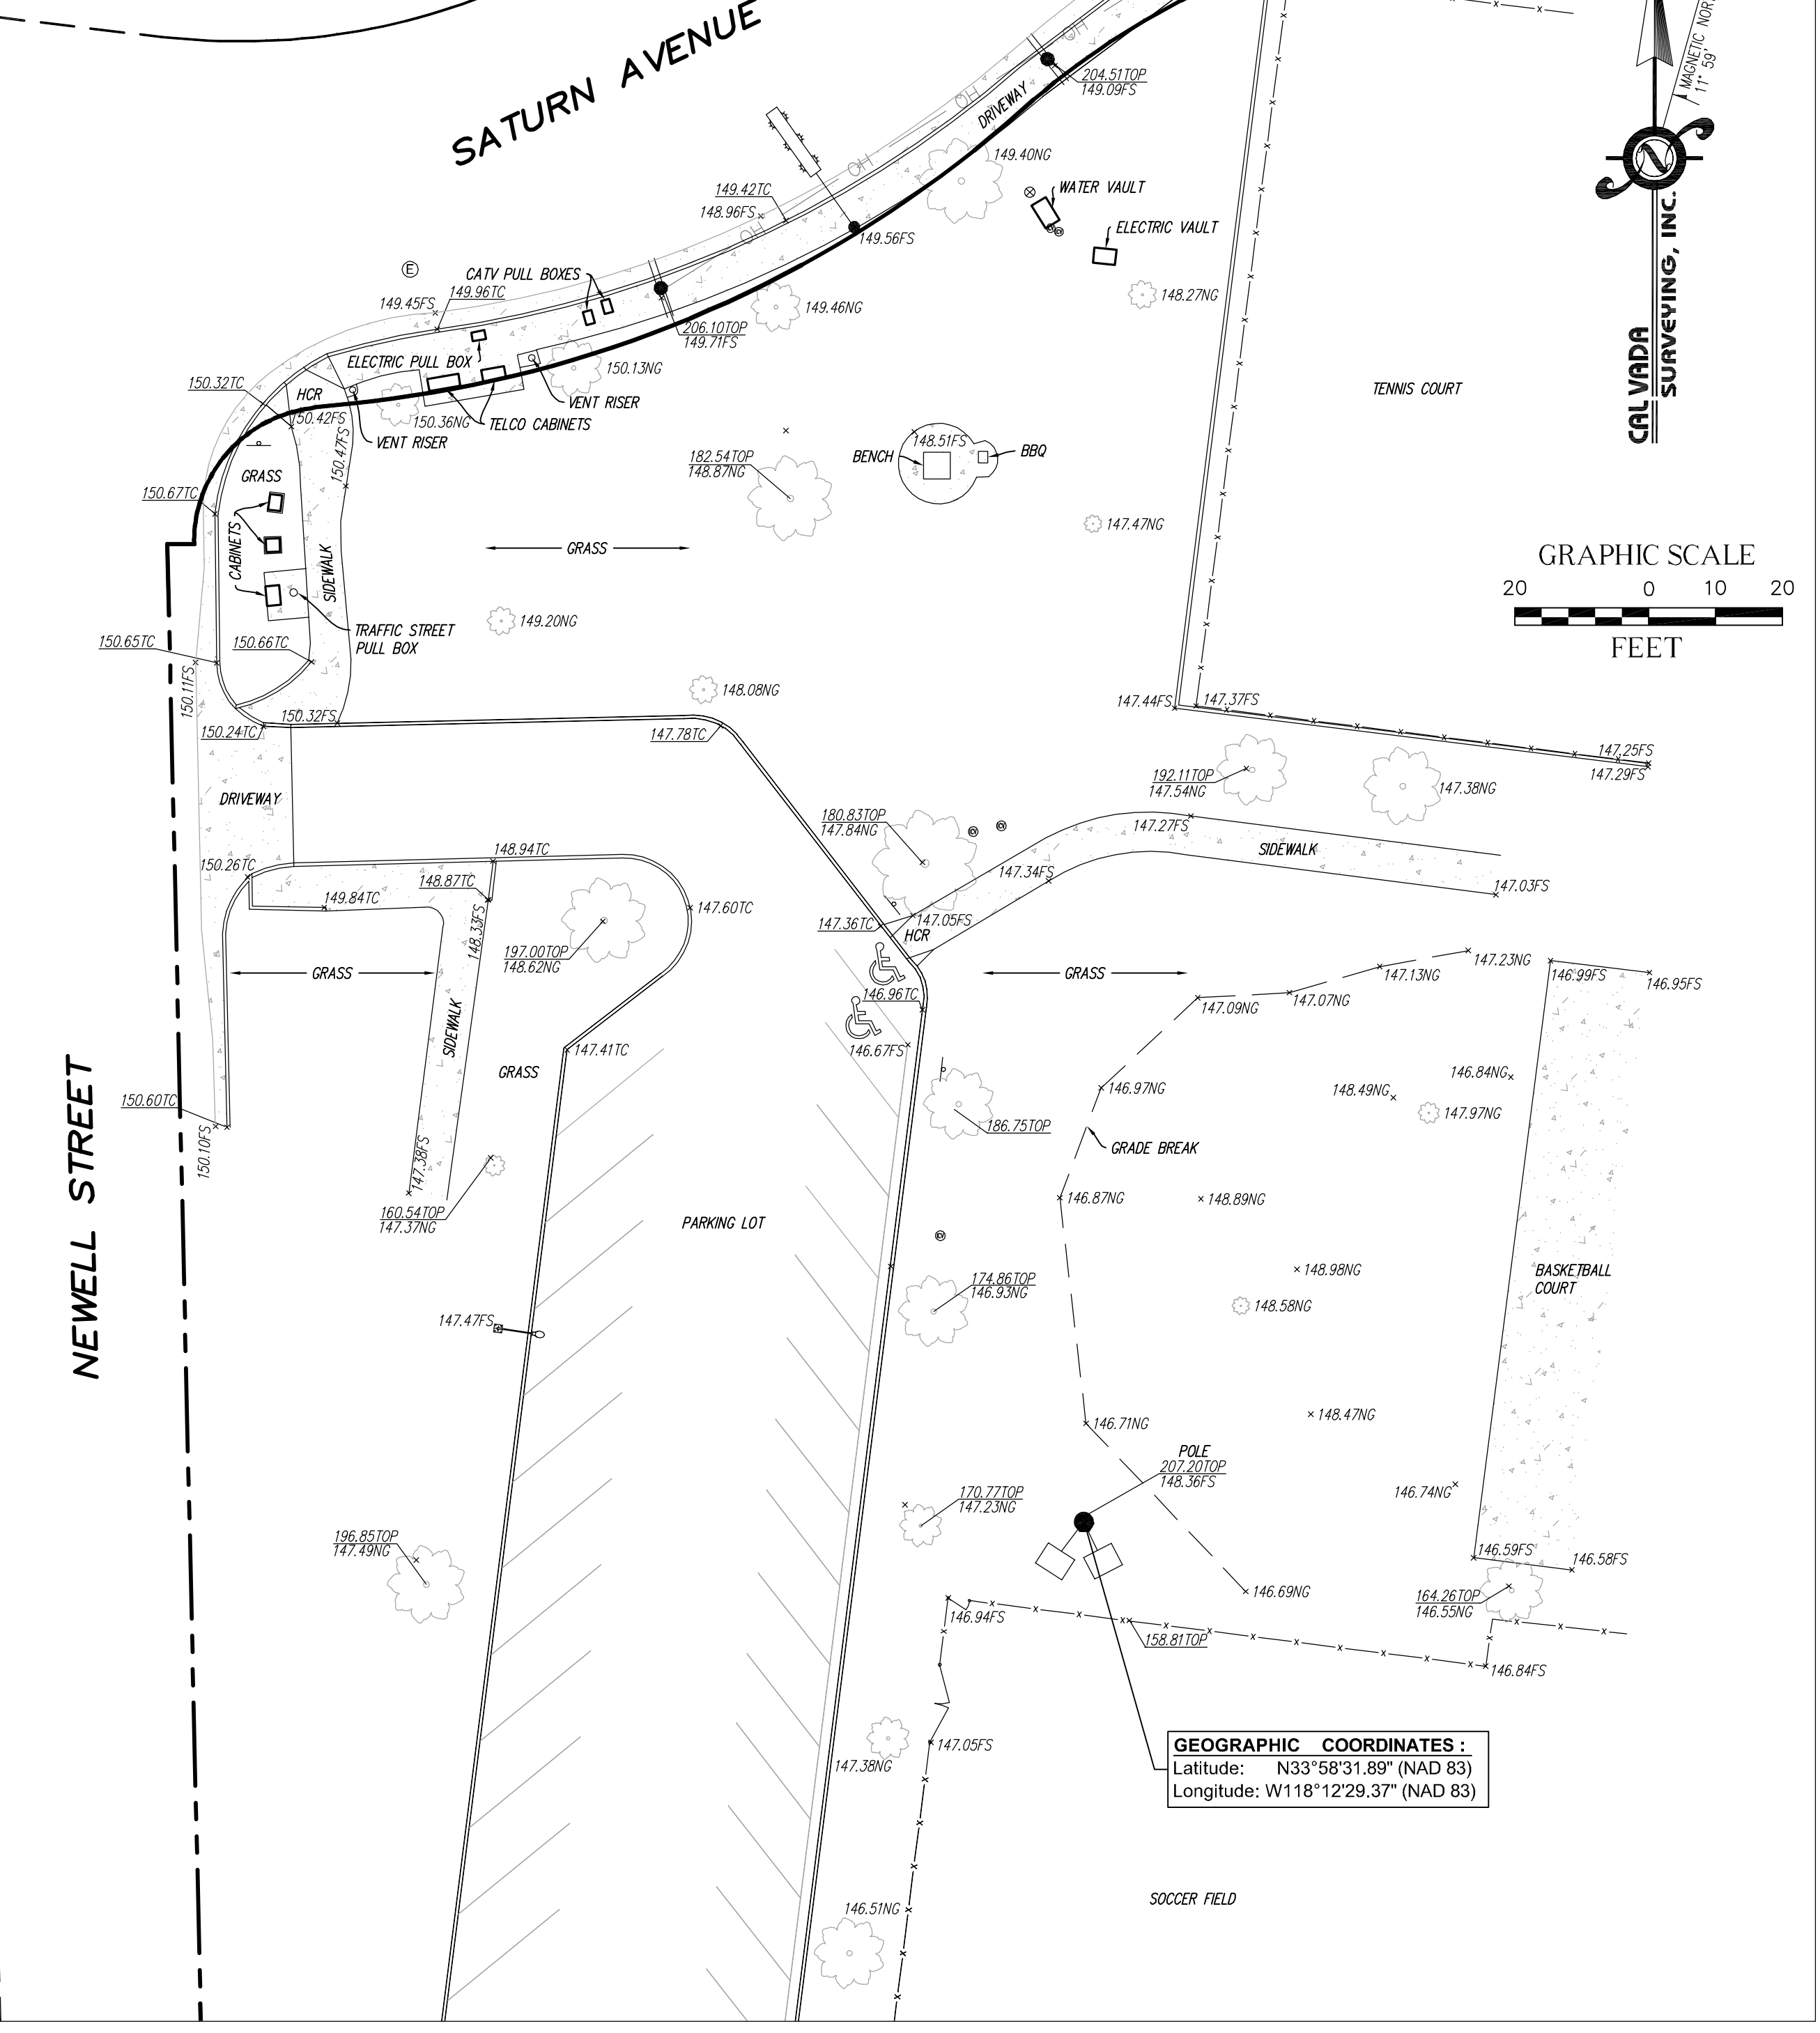 SATURN AVENUE
OH
204.51TOP
149.09FS
DRIVEWAY
OH
MAGNETIC
11° 59'
149.40NG
OH
149.42TC
148.96FS
WATER VAULT
ELECTRIC VAULT
OH
149.56FS
E
CATV PULL BOXES
149.96TC
149.45FS
148.27NG
149.46NG
206.10TOP
149.71FS
CALVADA
SURVEYING, INC.
ELECTRIC PULL BOX
150.13NG
150.32TC
HCR
TENNIS COURT
VENT RISER
150.42FS
150.36NG
TELCO CABINETS
VENT RISER
150.47FS
148.51FS
BENCH
BBQ
182.54TOP
148.87NG
GRASS
150.67TC
147.47NG
CABINETS
SIDEWALK
GRASS
GRAPHIC SCALE
20 0 10 20
FEET
149.20NG
TRAFFIC STREET
PULL BOX
150.65TC
150.66TC
150.11FS
148.08NG
147.44FS
147.37FS
150.32FS
150.24TC
147.78TC
147.25FS
147.29FS
192.11TOP
147.54NG
147.38NG
DRIVEWAY
180.83TOP
147.84NG
147.27FS
SIDEWALK
148.94TC
150.26TC
147.34FS
148.87TC
147.03FS
149.84TC
147.60TC
148.33FS
147.36TC
147.05FS
HCR
197.00TOP
148.62NG
GRASS
GRASS
147.23NG
147.13NG
146.99FS
146.95FS
146.96TC
147.09NG
147.07NG
SIDEWALK
146.67FS
147.41TC
GRASS
146.84NG
146.97NG
148.49NG
147.97NG
150.60TC
150.10FS
186.75TOP
GRADE BREAK
147.38FS
NEWELL STREET
160.54TOP
147.37NG
146.87NG
148.89NG
PARKING LOT
148.98NG
BASKETBALL
COURT
174.86TOP
146.93NG
148.58NG
147.47FS
146.71NG
148.47NG
POLE
207.20TOP
148.36FS
146.74NG
170.77TOP
147.23NG
196.85TOP
147.49NG
146.59FS
146.58FS
146.69NG
164.26TOP
146.55NG
146.94FS
158.81TOP
146.84FS
147.05FS
147.38NG
GEOGRAPHIC COORDINATES :
Latitude: N33°58'31.89" (NAD 83)
Longitude: W118°12'29.37" (NAD 83)
146.51NG
SOCCER FIELD